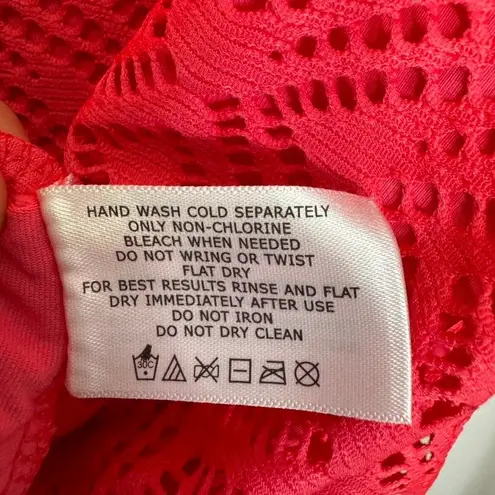 HAND WASH COLD SEPARATELY
ONLY NON-CHLORINE
BLEACH WHEN NEEDED
DO NOT WRING OR TWIST
FLAT DRY
FOR BEST RESULTS RINSE AND FLAT
DRY IMMEDIATELY AFTER USE
DO NOT IRON
DO NOT DRY CLEAN
30C